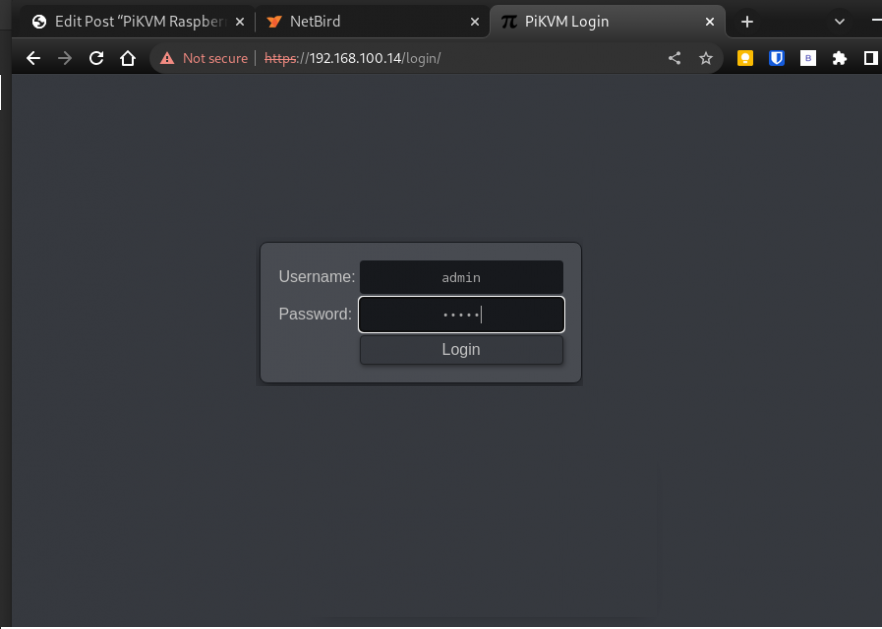 Edit Post “PiKVM Raspber
NetBird
PiKVM Login
Not secure
https://192.168.100.14/login/
Username:
admin
Password:
•••••
Login